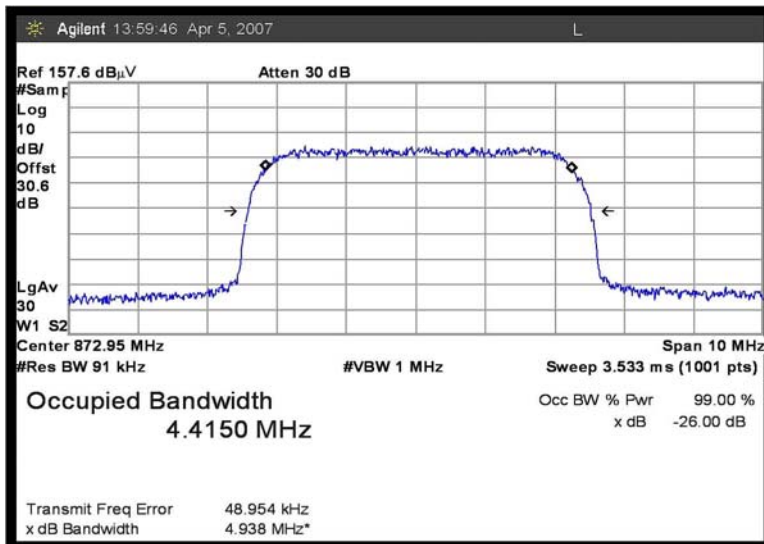 Agilent 13:59:46 Apr 5, 2007 L
Ref 157.6 dBµV Atten 30 dB
#Samp
Log
10
dB/
Offst
30.6
dB
LgAv
30
W1 S2
Center 872.95 MHz Span 10 MHz
#Res BW 91 kHz #VBW 1 MHz Sweep 3.533 ms (1001 pts)
Occupied Bandwidth Occ BW % Pwr 99.00 %
4.4150 MHz x dB -26.00 dB
Transmit Freq Error 48.954 kHz
x dB Bandwidth 4.938 MHz*